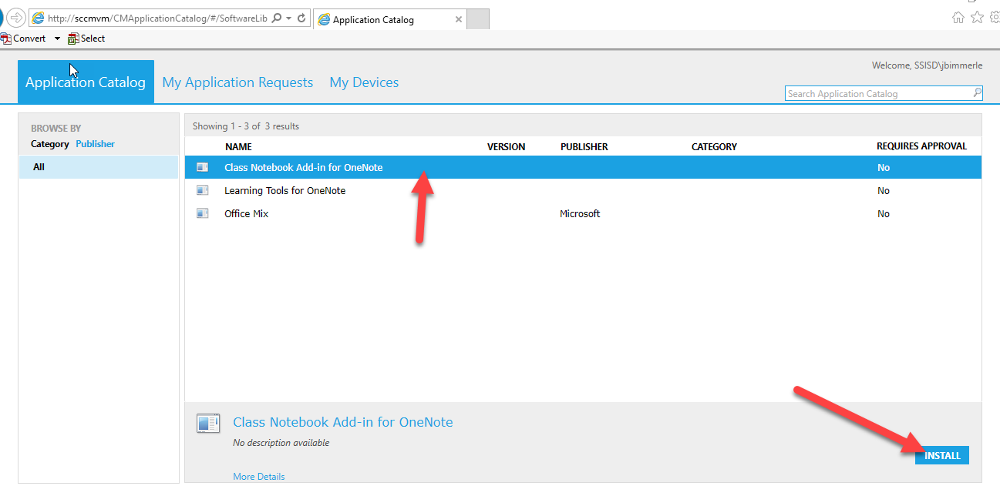 http://sccmvm/CMApplicationCatalog/#/SoftwareLib
Application Catalog
Convert
Select
Welcome, SSISD\jbimmerle
Application Catalog My Application Requests My Devices
Search Application Catalog
BROWSE BY
Category Publisher
All
Showing 1 - 3 of 3 results
NAME VERSION PUBLISHER CATEGORY REQUIRES APPROVAL
Class Notebook Add-in for OneNote No
Learning Tools for OneNote No
Office Mix Microsoft No
Class Notebook Add-in for OneNote
No description available
INSTALL
More Details